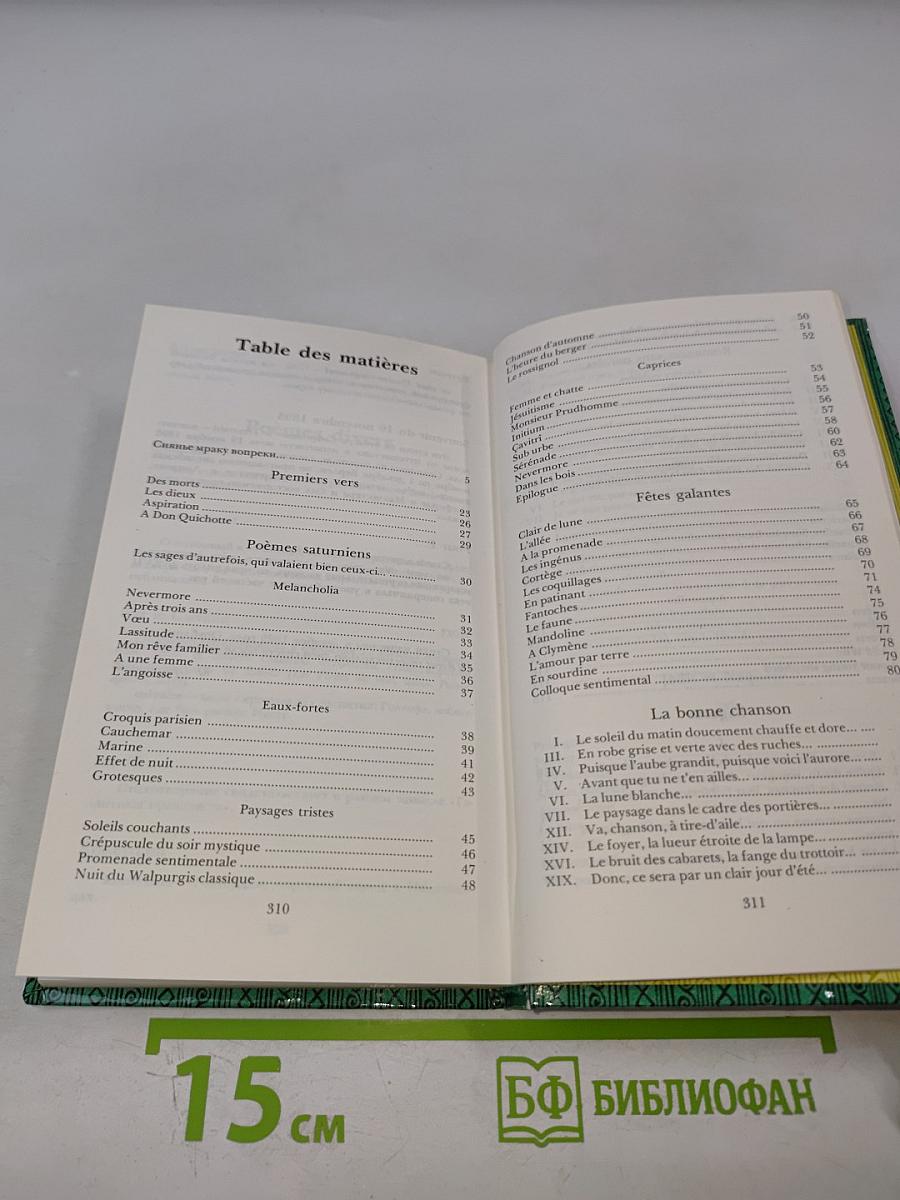 Table des matières
Сиянье мраку вопреки... 5
Premiers vers
Des morts 23
Les dieux 26
Aspiration 27
A Don Quichotte 29
Poèmes saturniens
Les sages d'autrefois, qui valaient bien ceux-ci... 30
Melancholia
Nevermore 31
Après trois ans 32
Vœu 33
Lassitude 34
Mon rêve familier 35
A une femme 36
L'angoisse 37
Eaux-fortes
Croquis parisien 38
Cauchemar 39
Marine 41
Effet de nuit 42
Grotesques 43
Paysages tristes
Soleils couchants 45
Crépuscule du soir mystique 46
Promenade sentimentale 47
Nuit du Walpurgis classique 48
310
Chanson d'automne 50
L'heure du berger 51
Le rossignol 52
Caprices
Femme et chatte 53
Jésuitisme 54
Monsieur Prudhomme 55
Initium 56
Çavitrî 57
Sub urbe 58
Sérénade 60
Nevermore 62
Dans les bois 63
Epilogue 64
Fêtes galantes
Clair de lune 65
L'allée 66
A la promenade 67
Les ingénus 68
Cortège 69
Les coquillages 70
En patinant 71
Fantoches 74
Le faune 75
Mandoline 76
A Clymène 77
L'amour par terre 78
En sourdine 79
Colloque sentimental 80
La bonne chanson
I. Le soleil du matin doucement chauffe et dore...
III. En robe grise et verte avec des ruches...
IV. Puisque l'aube grandit, puisque voici l'aurore...
V. Avant que tu ne t'en ailles...
VI. La lune blanche...
VII. Le paysage dans le cadre des portières...
XII. Va, chanson, à tire-d'aile...
XIV. Le foyer, la lueur étroite de la lampe...
XVI. Le bruit des cabarets, la fange du trottoir...
XIX. Donc, ce sera par un clair jour d'été...
311
15 см
БФ БИБЛИОФАН